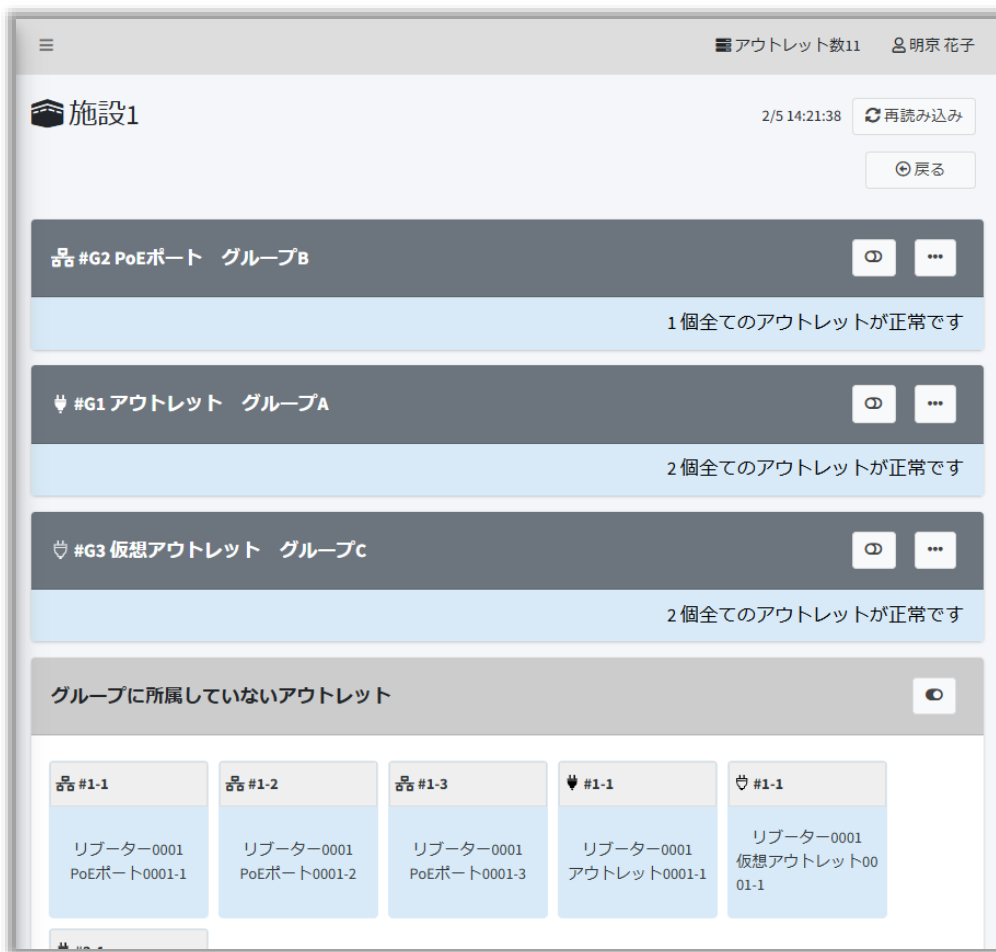 アウトレット数11 明京 花子
施設1
2/5 14:21:38 再読み込み
戻る
#G2 PoEポート グループB
1 個全てのアウトレットが正常です
#G1 アウトレット グループA
2 個全てのアウトレットが正常です
#G3 仮想アウトレット グループC
2 個全てのアウトレットが正常です
グループに所属していないアウトレット
#1-1
リブーター0001
PoEポート0001-1
#1-2
リブーター0001
PoEポート0001-2
#1-3
リブーター0001
PoEポート0001-3
#1-1
リブーター0001
アウトレット0001-1
#1-1
リブーター0001
仮想アウトレット00
01-1